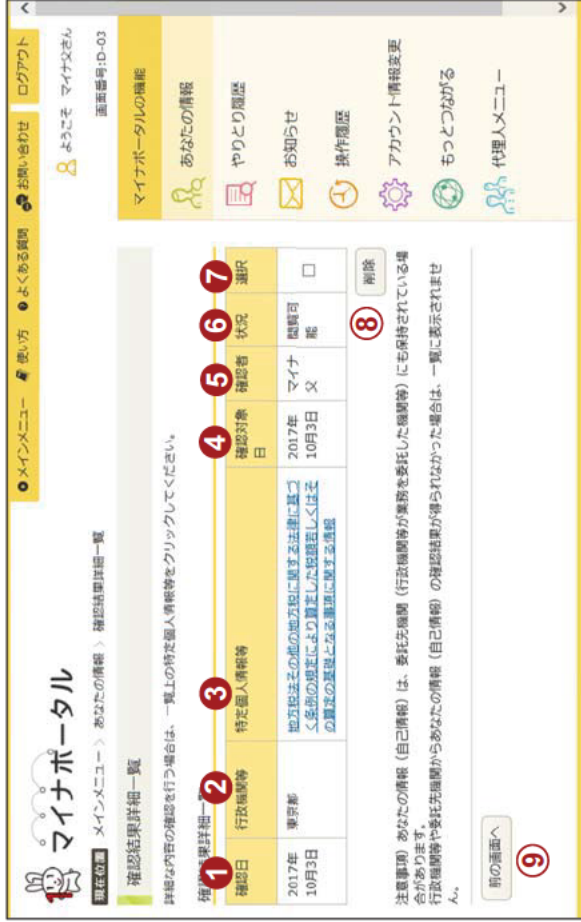 メインメニュー 使い方 よくある質問 お問い合わせ ログアウト
マイナポータル
ようこそ マイナ父さん
現在位置 メインメニュー 〉 あなたの情報 〉 確認結果詳細一覧
画面番号:D-03
確認結果詳細一覧
詳細な内容の確認を行う場合は、一覧上の特定個人情報等をクリックしてください。
確認結果詳細一覧
1 2 3 4 5 6 7
確認日 行政機関等 特定個人情報等 確認対象日 確認者 状況 選択
2017年10月3日
東京都
地方税法その他の地方税に関する法律に基づ
く条例の規定により算定した税額若しくはそ
の算定の基礎となる事項に関する情報
2017年10月3日
マイナ父
閲覧可能
8
削除
注意事項)あなたの情報(自己情報)は、委託先機関(行政機関等が業務を委託した機関等)にも保持されている場
合があります。
行政機関等や委託先機関からあなたの情報(自己情報)の確認結果が得られなかった場合は、一覧に表示されませ
ん。
前の画面へ
9
マイナポータルの機能
あなたの情報
やりとり履歴
お知らせ
操作履歴
アカウント情報変更
もっとつながる
代理人メニュー